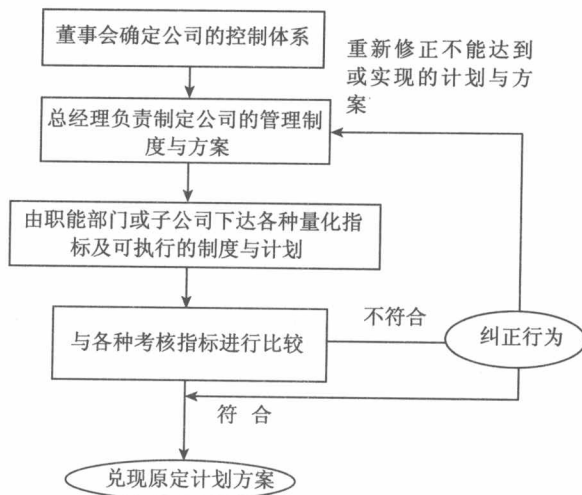 董事会确定公司的控制体系
重新修正不能达到
或实现的计划与方
案
总经理负责制定公司的管理制
度与方案
由职能部门或子公司下达各种量化指
标及可执行的制度与计划
与各种考核指标进行比较
不符合
纠正行为
符 合
兑现原定计划方案